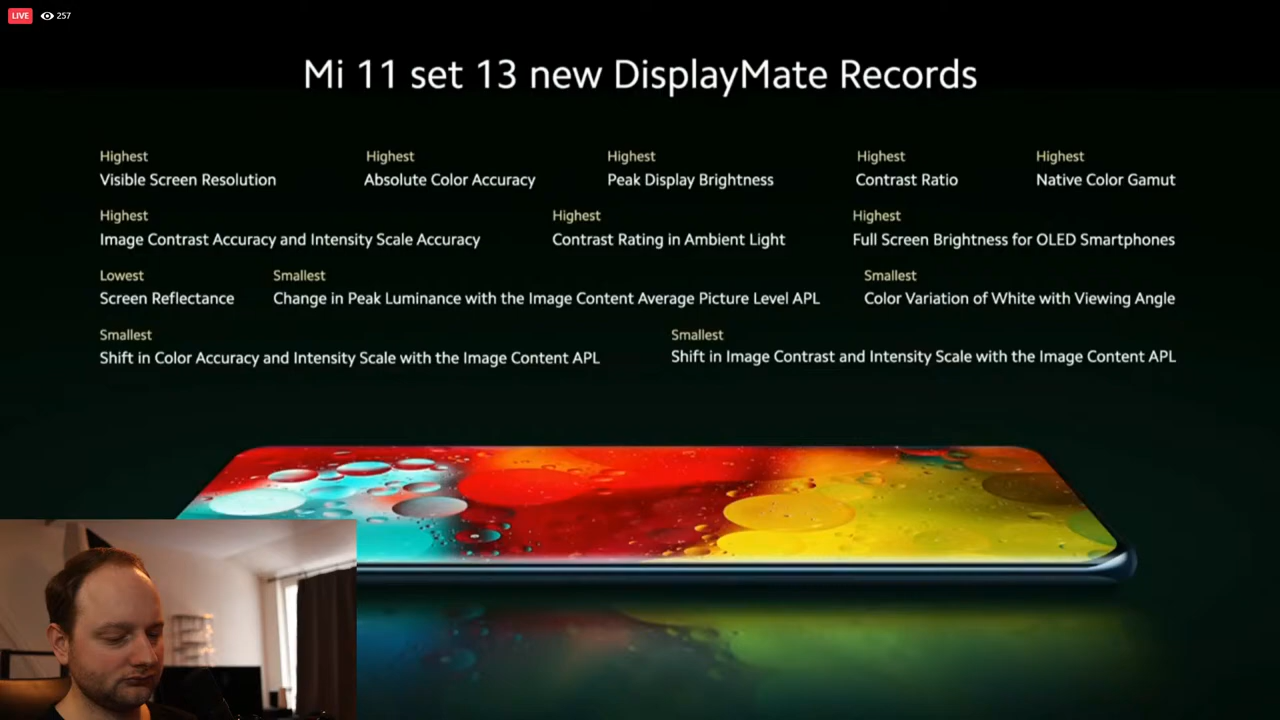 LIVE 257
Mi 11 set 13 new DisplayMate Records
Highest Highest Highest Highest Highest
Visible Screen Resolution Absolute Color Accuracy Peak Display Brightness Contrast Ratio Native Color Gamut
Highest Highest Highest
Image Contrast Accuracy and Intensity Scale Accuracy Contrast Rating in Ambient Light Full Screen Brightness for OLED Smartphones
Lowest Smallest Smallest
Screen Reflectance Change in Peak Luminance with the Image Content Average Picture Level APL Color Variation of White with Viewing Angle
Smallest Smallest
Shift in Color Accuracy and Intensity Scale with the Image Content APL Shift in Image Contrast and Intensity Scale with the Image Content APL